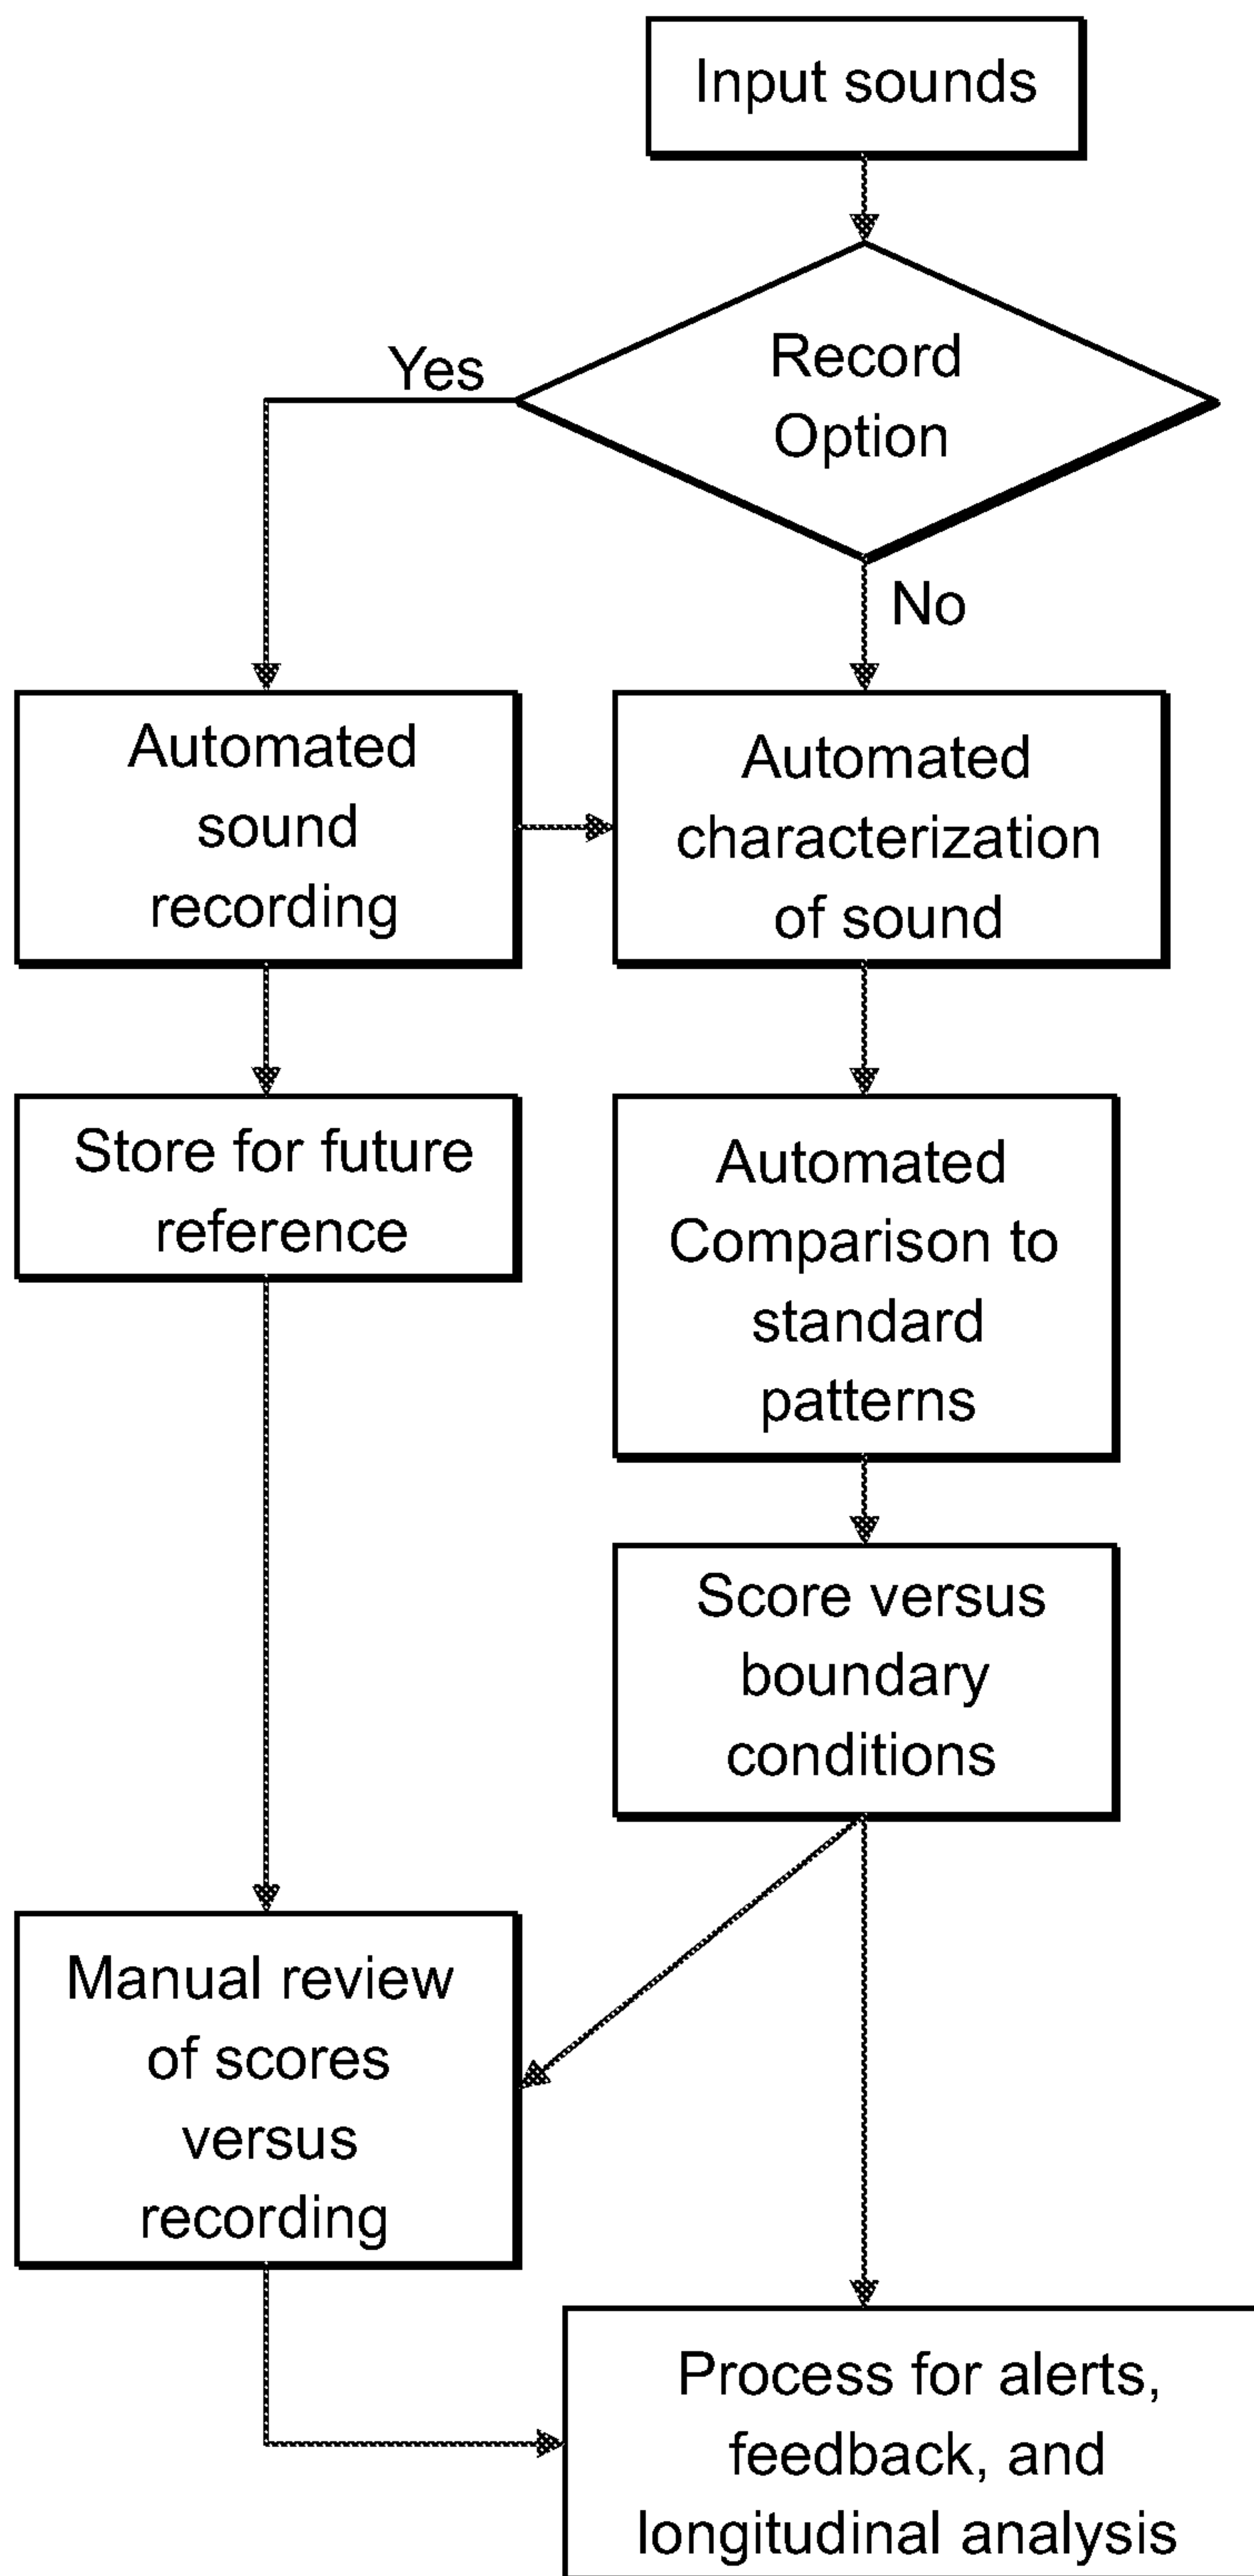 Input sounds
Record
Option
Yes
No
Automated
sound
recording
Automated
characterization
of sound
Store for future
reference
Automated
Comparison to
standard
patterns
Score versus
boundary
conditions
Manual review
of scores
versus
recording
Process for alerts,
feedback, and
longitudinal analysis